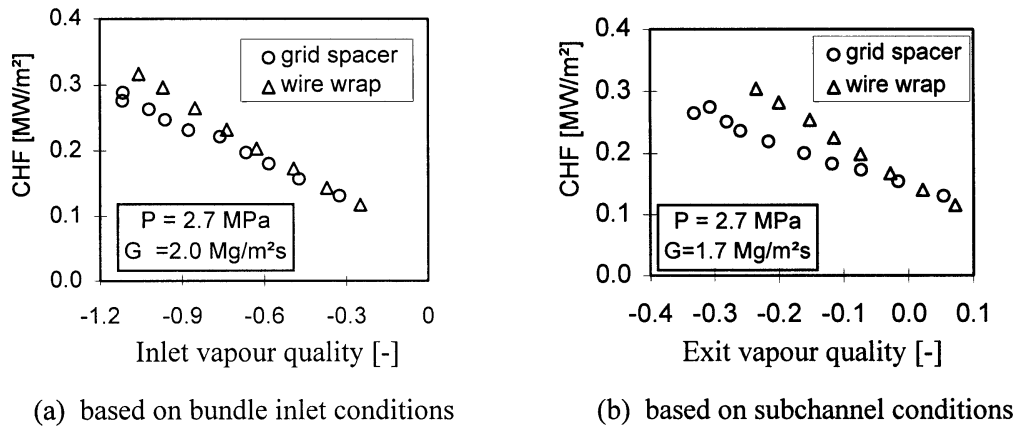 0.4
0.3
0.2
0.1
0.0
CHF [MW/m²]
grid spacer
wire wrap
P = 2.7 MPa
G =2.0 Mg/m²s
-1.2 -0.9 -0.6 -0.3 0
Inlet vapour quality [-]
(a) based on bundle inlet conditions
0.4
0.3
0.2
0.1
0.0
CHF [MW/m²]
grid spacer
wire wrap
P = 2.7 MPa
G=1.7 Mg/m²s
-0.4 -0.3 -0.2 -0.1 0.0 0.1
Exit vapour quality [-]
(b) based on subchannel conditions